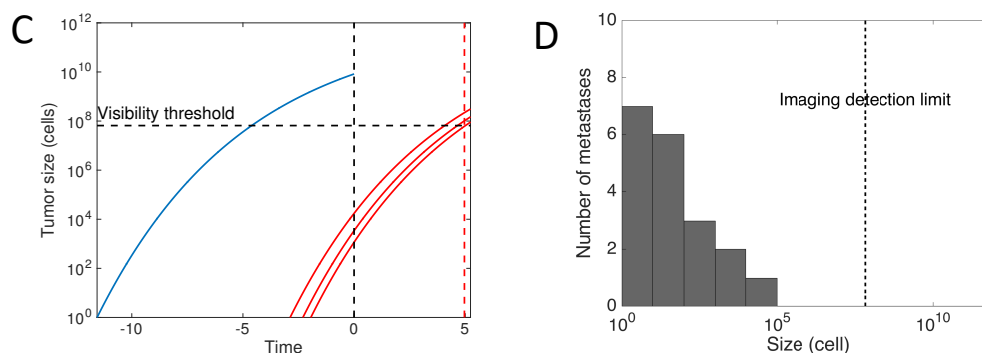 C
10^12
10^10
Visibility threshold
10^8
10^6
10^4
10^2
10^0
Tumor size (cells)
-10 -5 0 5
Time
D
10
8
Imaging detection limit
6
4
2
0
Number of metastases
10^0 10^5 10^10
Size (cell)